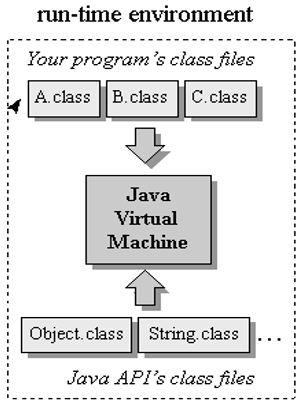 run-time environment
Your program's class files
A.class B.class C.class
Java
Virtual
Machine
Object.class String.class ...
Java API's class files